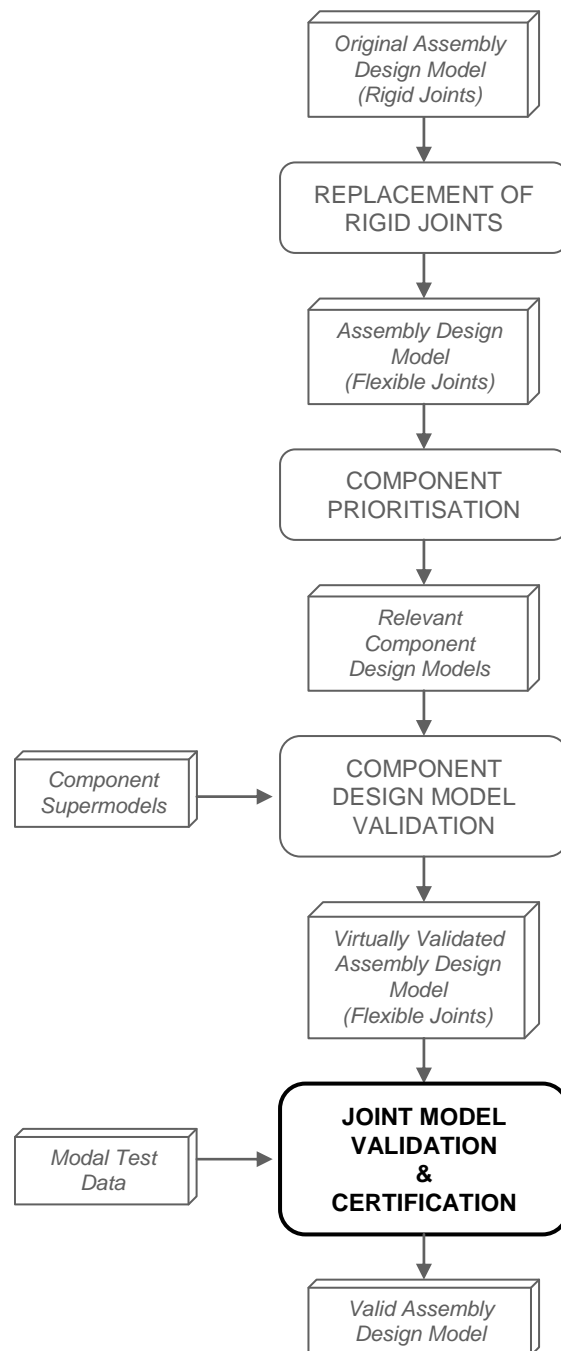 Original Assembly
Design Model
(Rigid Joints)
REPLACEMENT OF
RIGID JOINTS
Assembly Design
Model
(Flexible Joints)
COMPONENT
PRIORITISATION
Relevant
Component
Design Models
Component
Supermodels
COMPONENT
DESIGN MODEL
VALIDATION
Virtually Validated
Assembly Design
Model
(Flexible Joints)
Modal Test
Data
JOINT MODEL
VALIDATION
&
CERTIFICATION
Valid Assembly
Design Model